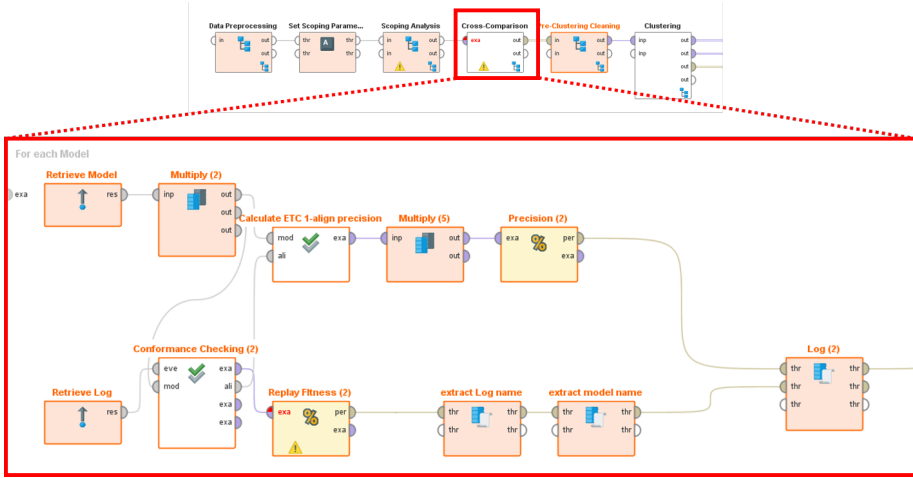 Data Preprocessing Set Scoping Parame... Scoping Analysis Cross-Comparison Pre-Clustering Cleaning Clustering
in out thr thr in out exa out in out inp out
out thr thr out out out inp out
out
out
For each Model
Retrieve Model Multiply (2)
exa res inp out
out
out
Calculate ETC 1-align precision Multiply (5) Precision (2)
mod exa inp out exa per
ali out exa
Conformance Checking (2) Log (2)
eve exa thr thr
mod ali thr thr
Retrieve Log Replay FItness (2) extract Log name extract model name
exa thr thr
res exa per thr thr thr thr
exa exa thr thr thr thr